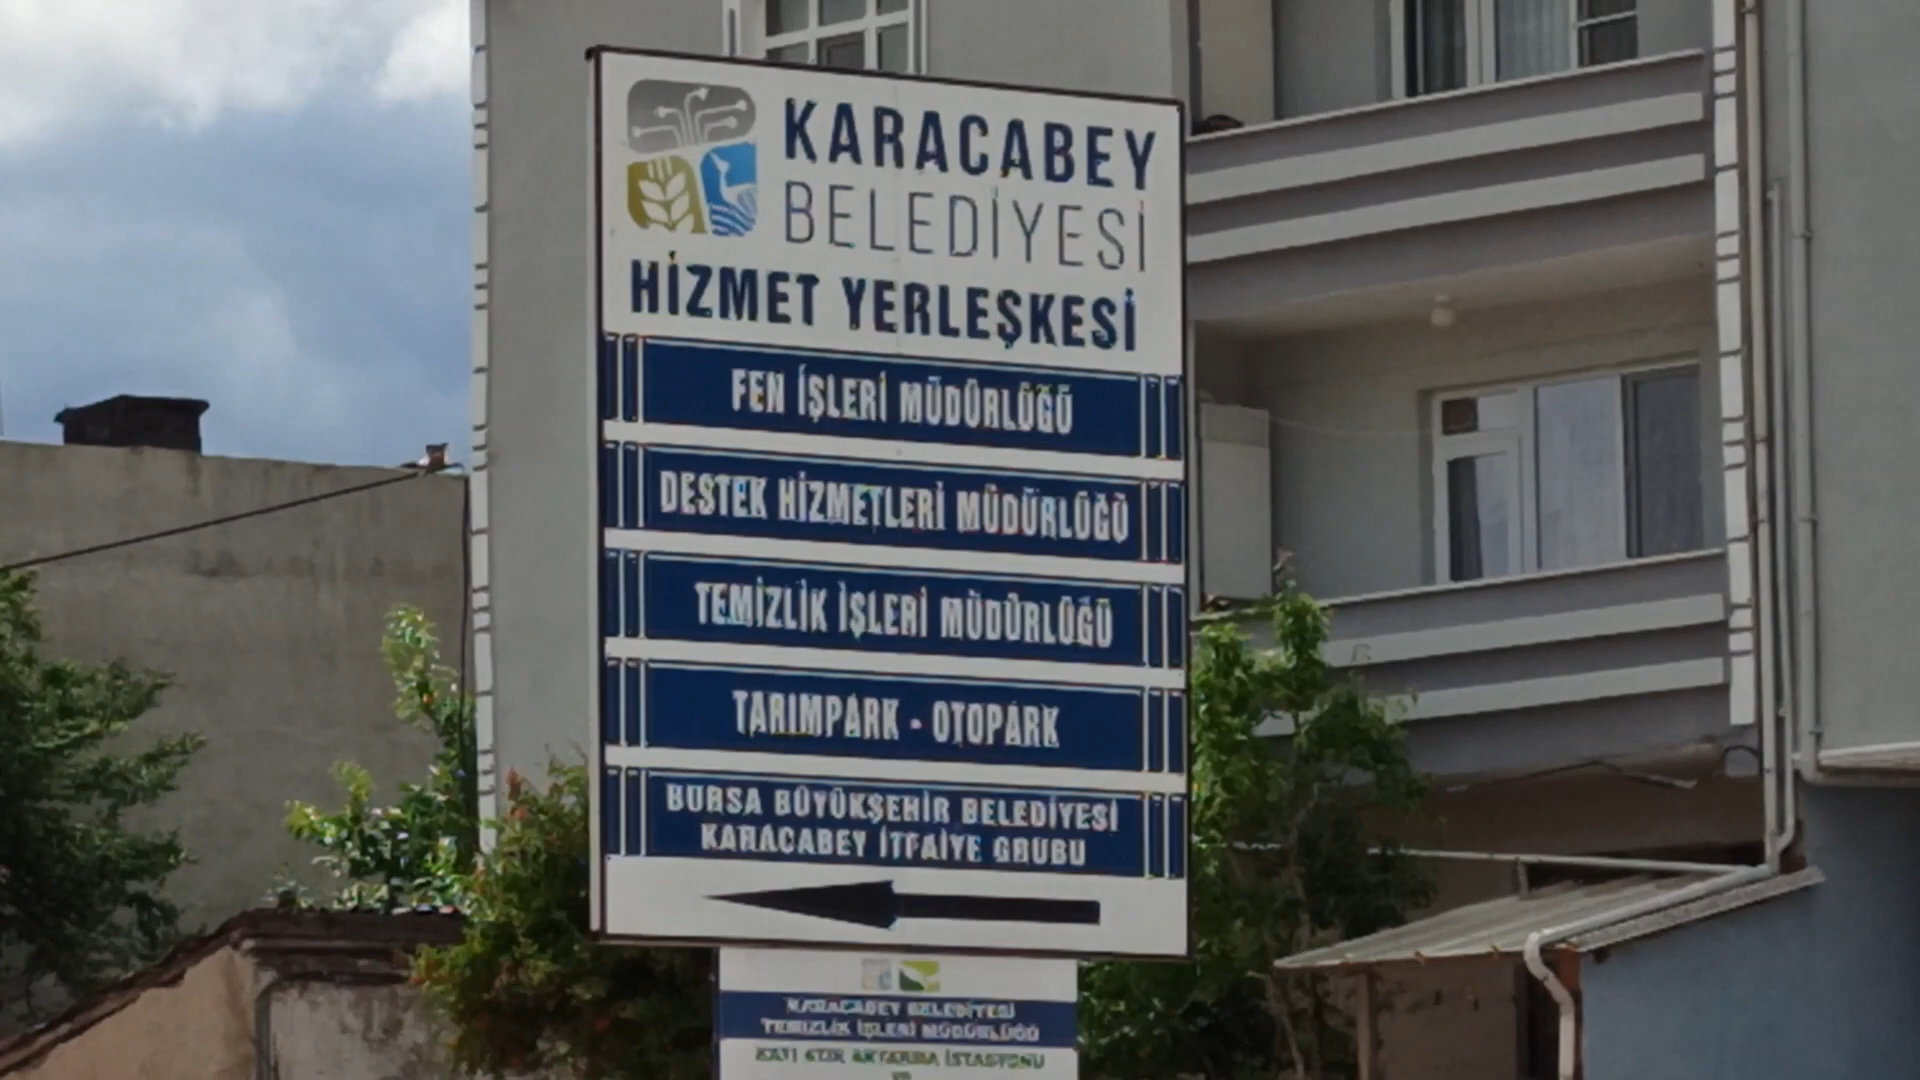 KARACABEY
BELEDİYESİ
HİZMET YERLEŞKESİ
FEN İŞLERİ MÜDÜRLÜĞÜ
DESTEK HİZMETLERİ MÜDÜRLÜĞÜ
TEMİZLİK İŞLERİ MÜDÜRLÜĞÜ
TARIMPARK - OTOPARK
BURSA BÜYÜKŞEHİR BELEDİYESİ
KARACABEY İTFAİYE GRUBU
KARACABEY BELEDİYESİ
TEMİZLİK İŞLERİ MÜDÜRLÜĞÜ
KATI ATIK AKTARMA İSTASYONU